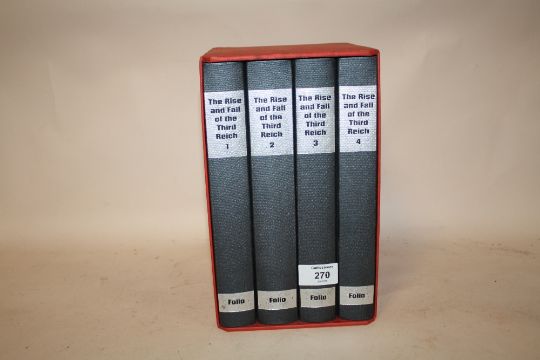 The Rise
and Fall
of the
Third
Reich
1
Folio
The Rise
and Fall
of the
Third
Reich
2
Folio
The Rise
and Fall
of the
Third
Reich
3
270
Folio
The Rise
and Fall
of the
Third
Reich
4
Folio